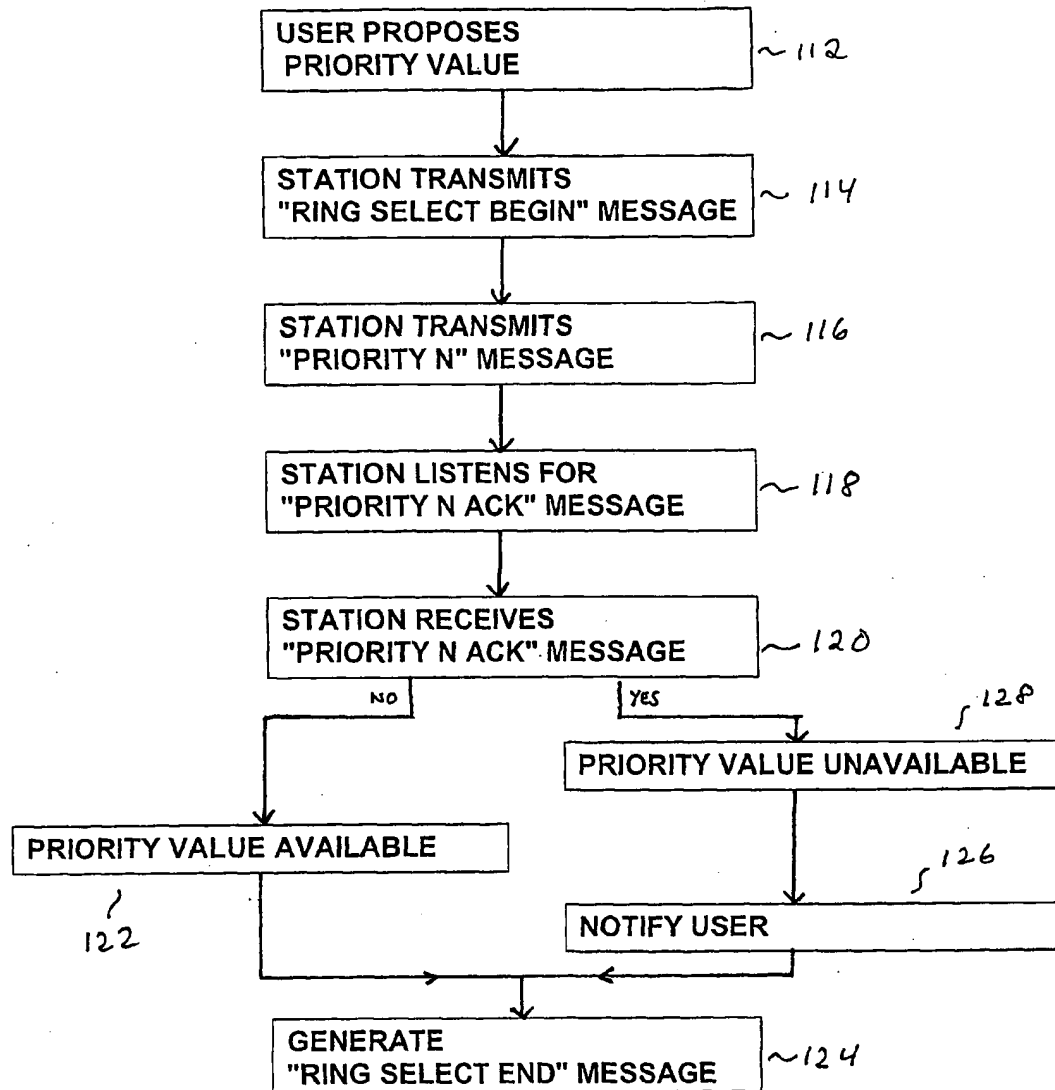 USER PROPOSES
PRIORITY VALUE
112
STATION TRANSMITS
"RING SELECT BEGIN" MESSAGE
114
STATION TRANSMITS
"PRIORITY N" MESSAGE
116
STATION LISTENS FOR
"PRIORITY N ACK" MESSAGE
118
STATION RECEIVES
"PRIORITY N ACK" MESSAGE
120
NO
YES
128
PRIORITY VALUE UNAVAILABLE
PRIORITY VALUE AVAILABLE
122
126
NOTIFY USER
GENERATE
"RING SELECT END" MESSAGE
124